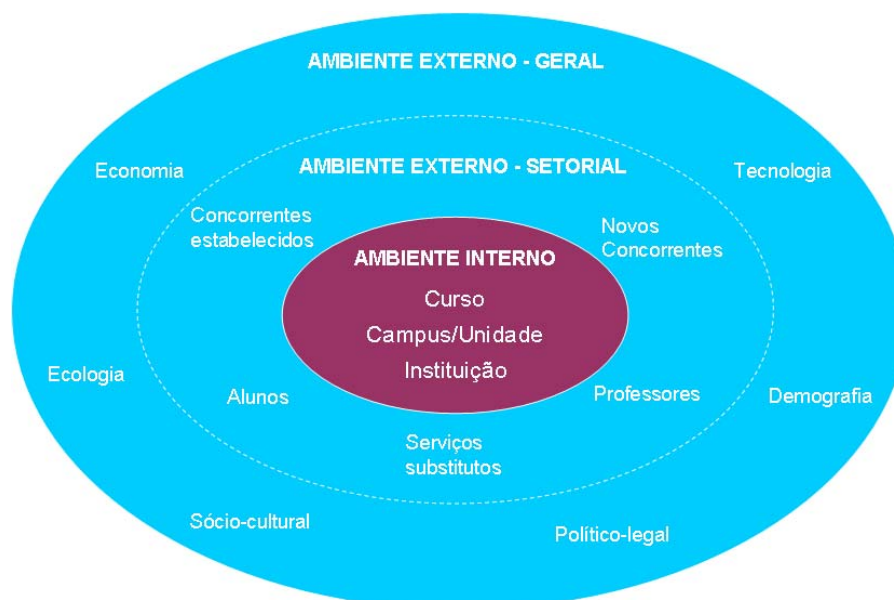 AMBIENTE EXTERNO - GERAL
Economia
Tecnologia
AMBIENTE EXTERNO - SETORIAL
Concorrentes
estabelecidos
Novos
Concorrentes
AMBIENTE INTERNO
Curso
Campus/Unidade
Instituição
Ecologia
Alunos
Professores
Demografia
Serviços
substitutos
Sócio-cultural
Político-legal